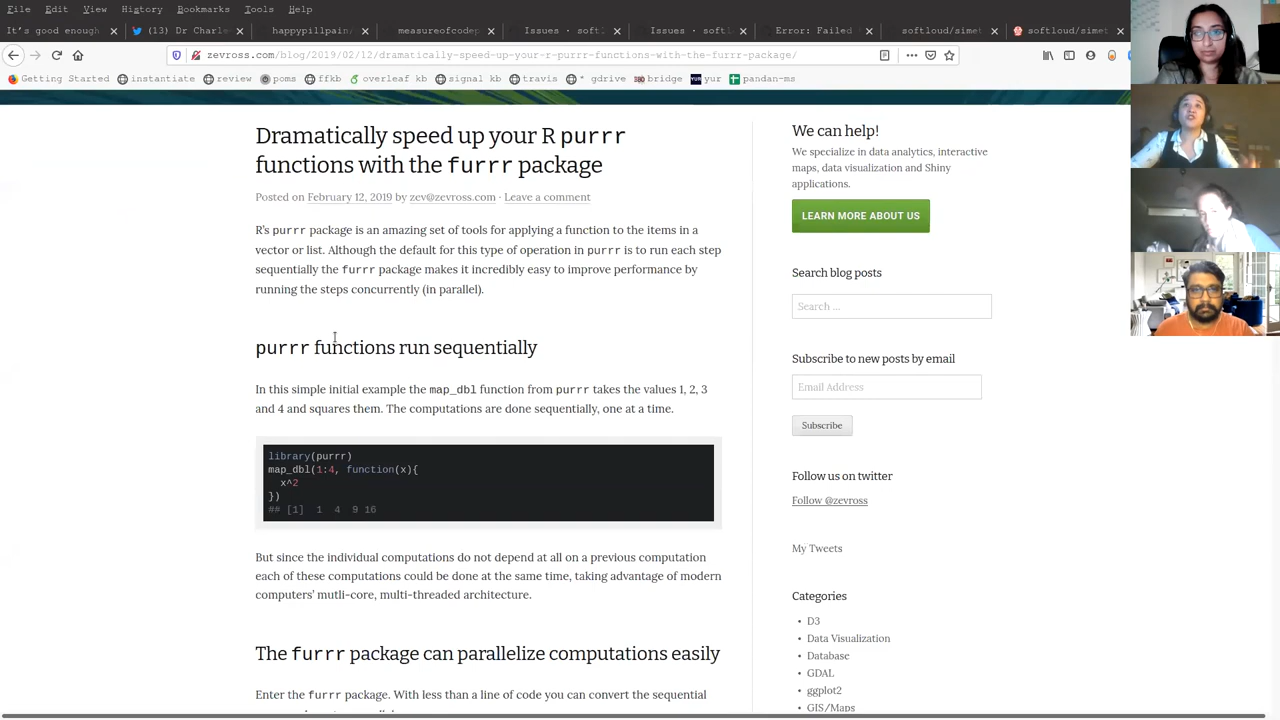 File Edit View History Bookmarks Tools Help
It's good enough × (13) Dr Charle × happypillpain/ × measureofcodep × Issues · softl × Issues · softl × Error: Failed × softloud/simet × softloud/simet ×
zevross.com/blog/2019/02/12/dramatically-speed-up-your-r-purrr-functions-with-the-furrr-package/
Getting Started instantiate review poms ffkb overleaf kb signal kb travis * gdrive bridge yur pandan-ms
Dramatically speed up your R purrr
functions with the furrr package
Posted on February 12, 2019 by zev@zevross.com · Leave a comment
R's purrr package is an amazing set of tools for applying a function to the items in a
vector or list. Although the default for this type of operation in purrr is to run each step
sequentially the furrr package makes it incredibly easy to improve performance by
running the steps concurrently (in parallel).
purrr functions run sequentially
In this simple initial example the map_dbl function from purrr takes the values 1, 2, 3
and 4 and squares them. The computations are done sequentially, one at a time.
library(purrr)
map_dbl(1:4, function(x){
x^2
})
## [1] 1 4 9 16
But since the individual computations do not depend at all on a previous computation
each of these computations could be done at the same time, taking advantage of modern
computers' mutli-core, multi-threaded architecture.
The furrr package can parallelize computations easily
Enter the furrr package. With less than a line of code you can convert the sequential
We can help!
We specialize in data analytics, interactive
maps, data visualization and Shiny
applications.
LEARN MORE ABOUT US
Search blog posts
Search ...
Subscribe to new posts by email
Email Address
Subscribe
Follow us on twitter
Follow @zevross
My Tweets
Categories
• D3
• Data Visualization
• Database
• GDAL
• ggplot2
• GIS/Maps